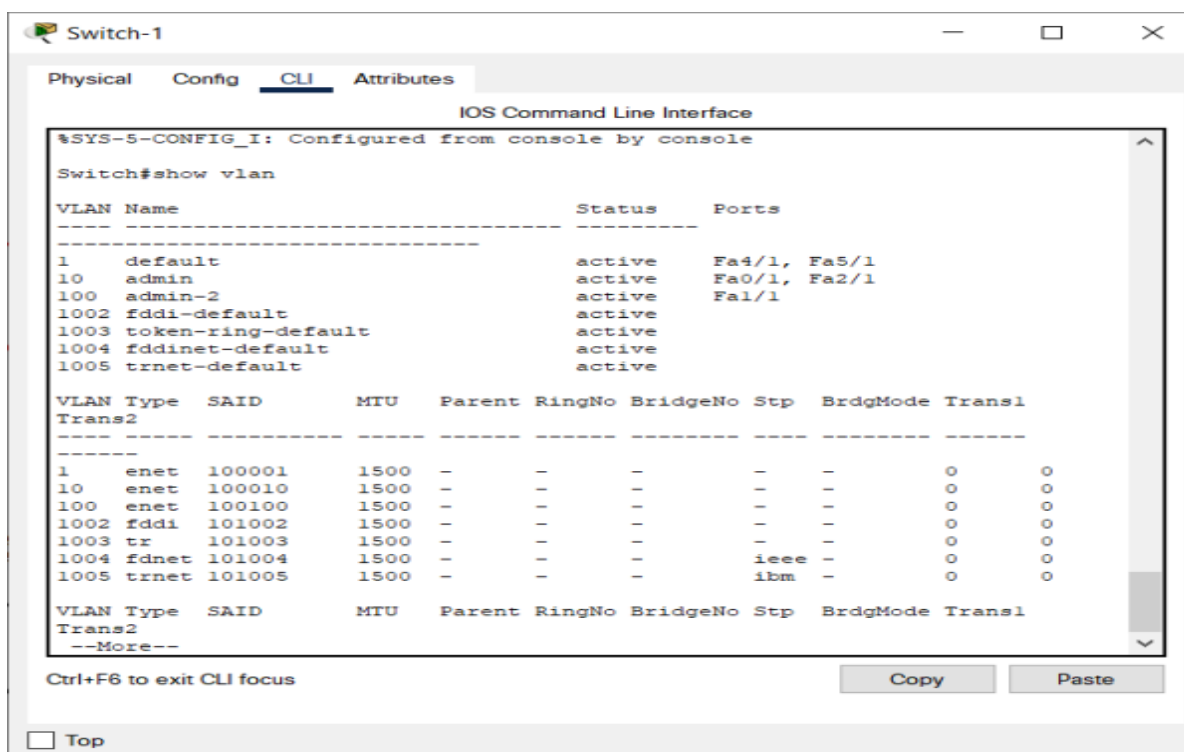 Switch-1
Physical Config CLI Attributes
IOS Command Line Interface
%SYS-5-CONFIG_I: Configured from console by console
Switch#show vlan
VLAN Name Status Ports
---- -------------------------------- ---------
-------------------------------
1 default active Fa4/1, Fa5/1
10 admin active Fa0/1, Fa2/1
100 admin-2 active Fa1/1
1002 fddi-default active
1003 token-ring-default active
1004 fddinet-default active
1005 trnet-default active
VLAN Type SAID MTU Parent RingNo BridgeNo Stp BrdgMode Trans1
Trans2
---- ----- ---------- ----- ------ ------ -------- ---- -------- ------
------
1 enet 100001 1500 - - - - - 0 0
10 enet 100010 1500 - - - - - 0 0
100 enet 100100 1500 - - - - - 0 0
1002 fddi 101002 1500 - - - - - 0 0
1003 tr 101003 1500 - - - - - 0 0
1004 fdnet 101004 1500 - - - ieee - 0 0
1005 trnet 101005 1500 - - - ibm - 0 0
VLAN Type SAID MTU Parent RingNo BridgeNo Stp BrdgMode Trans1
Trans2
--More--
Ctrl+F6 to exit CLI focus Copy Paste
Top